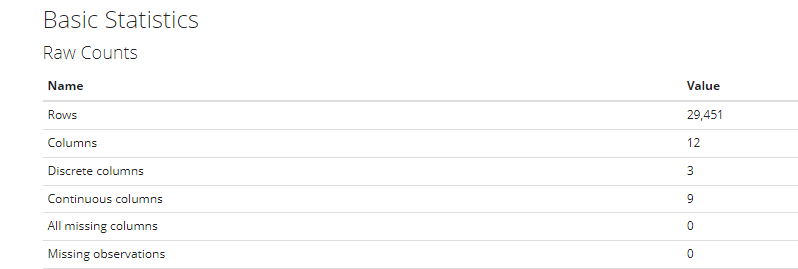 Basic Statistics
Raw Counts
Name Value
Rows 29,451
Columns 12
Discrete columns 3
Continuous columns 9
All missing columns 0
Missing observations 0